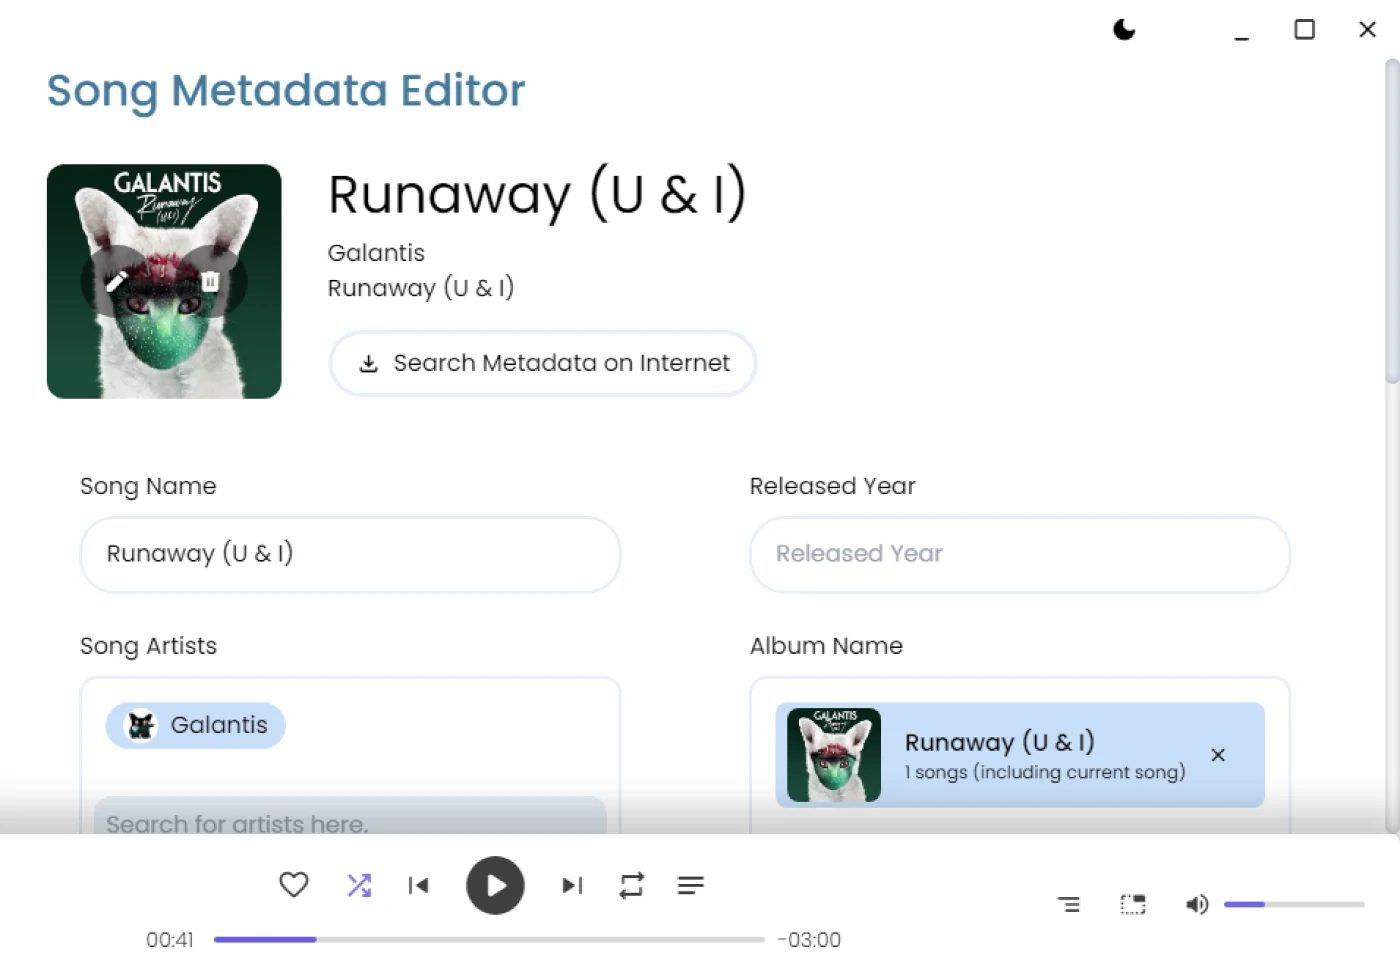 Song Metadata Editor
GALANTIS
Runaway
(U&I)
Runaway (U & I)
Galantis
Runaway (U & I)
Search Metadata on Internet
Song Name
Released Year
Runaway (U & I)
Released Year
Song Artists
Album Name
Galantis
GALANTIS
Runaway (U & I)
1 songs (including current song)
Search for artists here.
00:41
-03:00